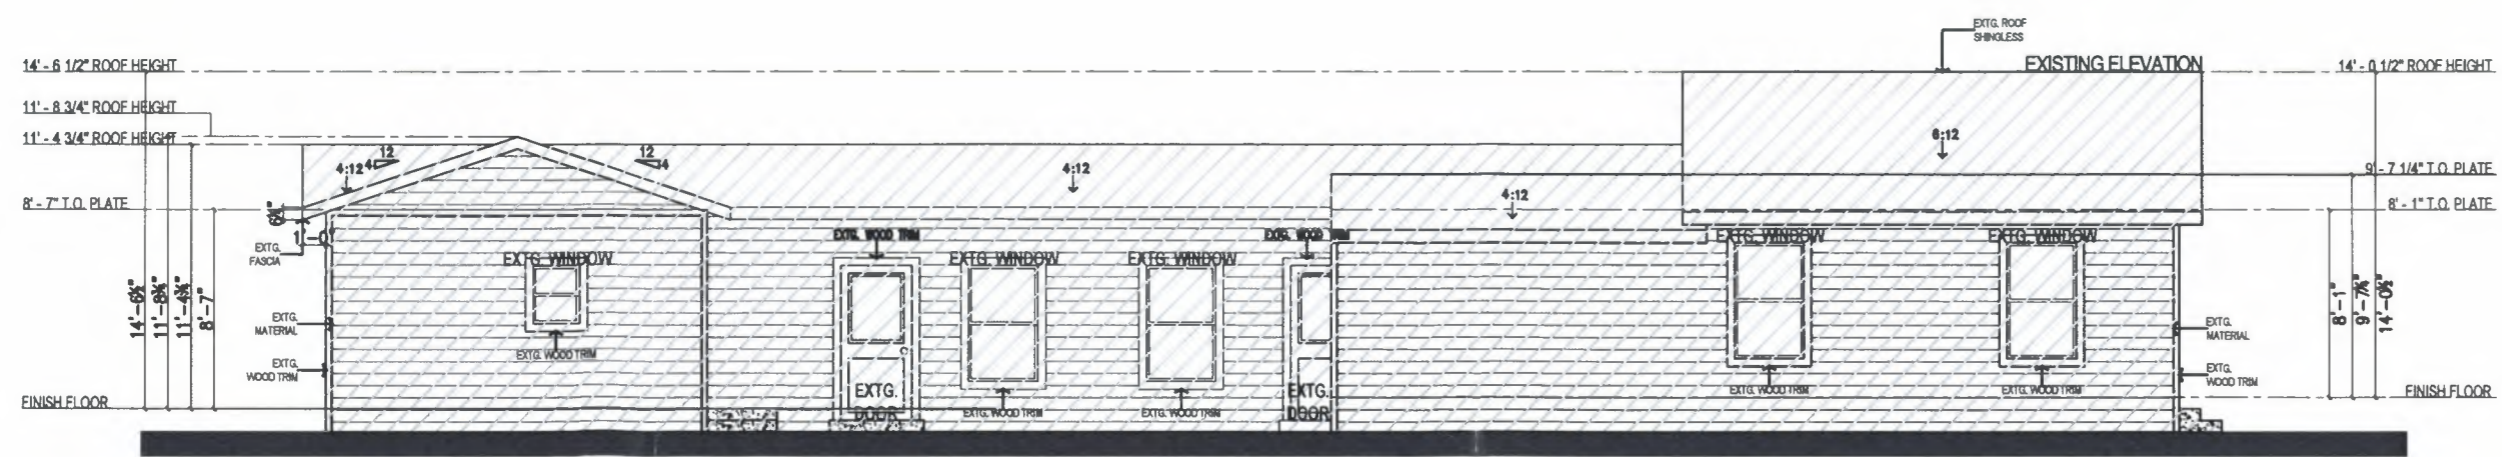 EXTG. ROOF
SHINGLESS
EXISTING ELEVATION
14' - 6 1/2" ROOF HEIGHT
14' - 0 1/2" ROOF HEIGHT
11' - 8 3/4" ROOF HEIGHT
11' - 4 3/4" ROOF HEIGHT
12
4
4:12
12
4
4:12
6:12
9' - 7 1/4" T.O. PLATE
4:12
8' - 7" T.O. PLATE
8' - 1" T.O. PLATE
1'-0"
EXTG.
FASCIA
EXTG. WOOD TRIM
EXTG. WOOD TRIM
EXTG. WINDOW
EXTG. WINDOW
EXTG. WINDOW
EXTG. WINDOW
EXTG. WINDOW
14'-6½"
11'-8¾"
11'-4¾"
8'-7"
8'-1"
9'-7¼"
14'-0½"
EXTG.
MATERIAL
EXTG.
MATERIAL
EXTG. WOOD TRIM
EXTG.
WOOD TRIM
EXTG.
WOOD TRIM
EXTG.
DOOR
EXTG. WOOD TRIM
EXTG. WOOD TRIM
EXTG.
DOOR
EXTG. WOOD TRIM
EXTG. WOOD TRIM
FINISH FLOOR
FINISH FLOOR